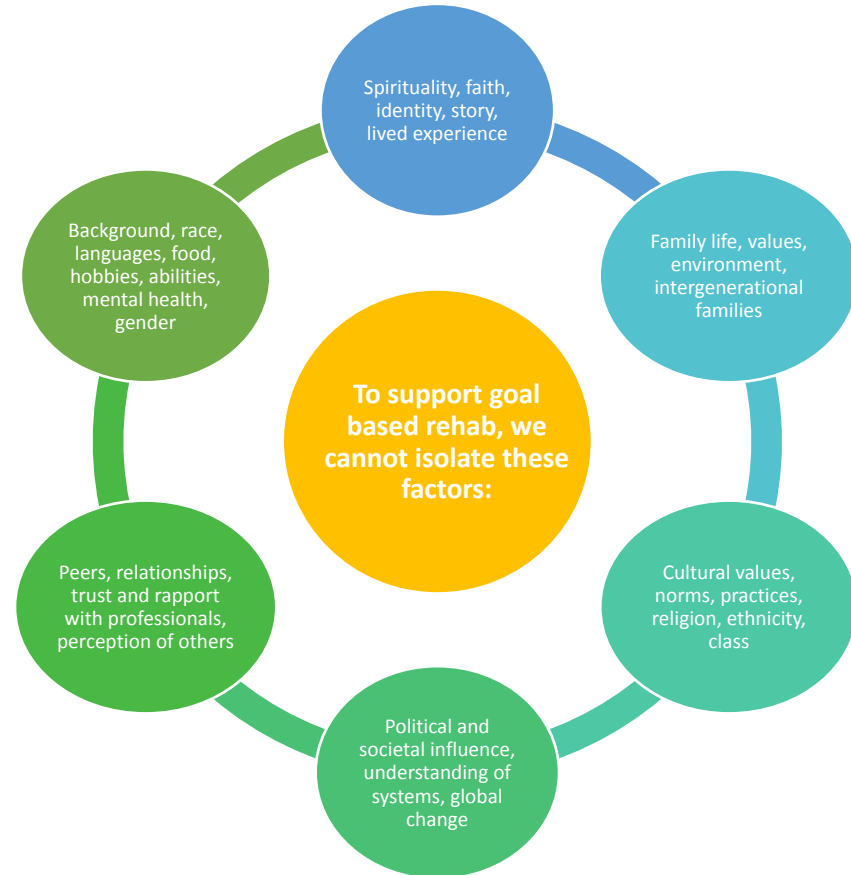 Spirituality, faith,
identity, story,
lived experience
Family life, values,
environment,
intergenerational
families
Cultural values,
norms, practices,
religion, ethnicity,
class
Political and
societal influence,
understanding of
systems, global
change
Peers, relationships,
trust and rapport
with professionals,
perception of others
Background, race,
languages, food,
hobbies, abilities,
mental health,
gender
To support goal
based rehab, we
cannot isolate these
factors: